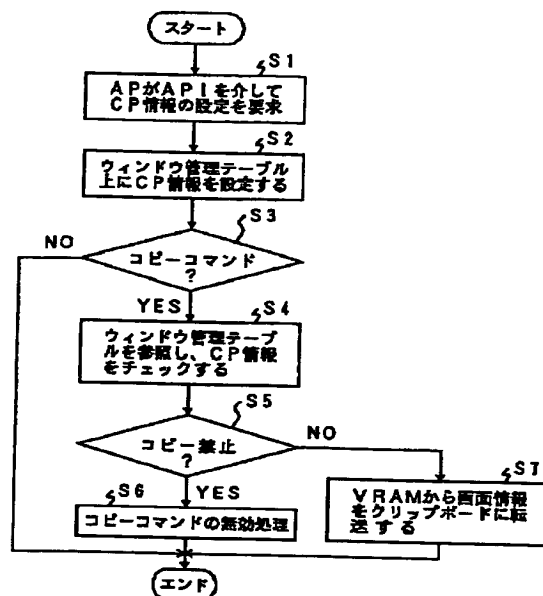 スタート
S1
APがAPIを介して
CP情報の設定を要求
S2
ウィンドウ管理テーブル
上にCP情報を設定する
S3
NO
コピーコマンド
?
YES
S4
ウィンドウ管理テーブ
ルを参照し、CP情報
をチェックする
S5
コピー禁止
?
NO
S6
YES
コピーコマンドの無効処理
S7
VRAMから画面情報
をクリップボードに転
送する
エンド